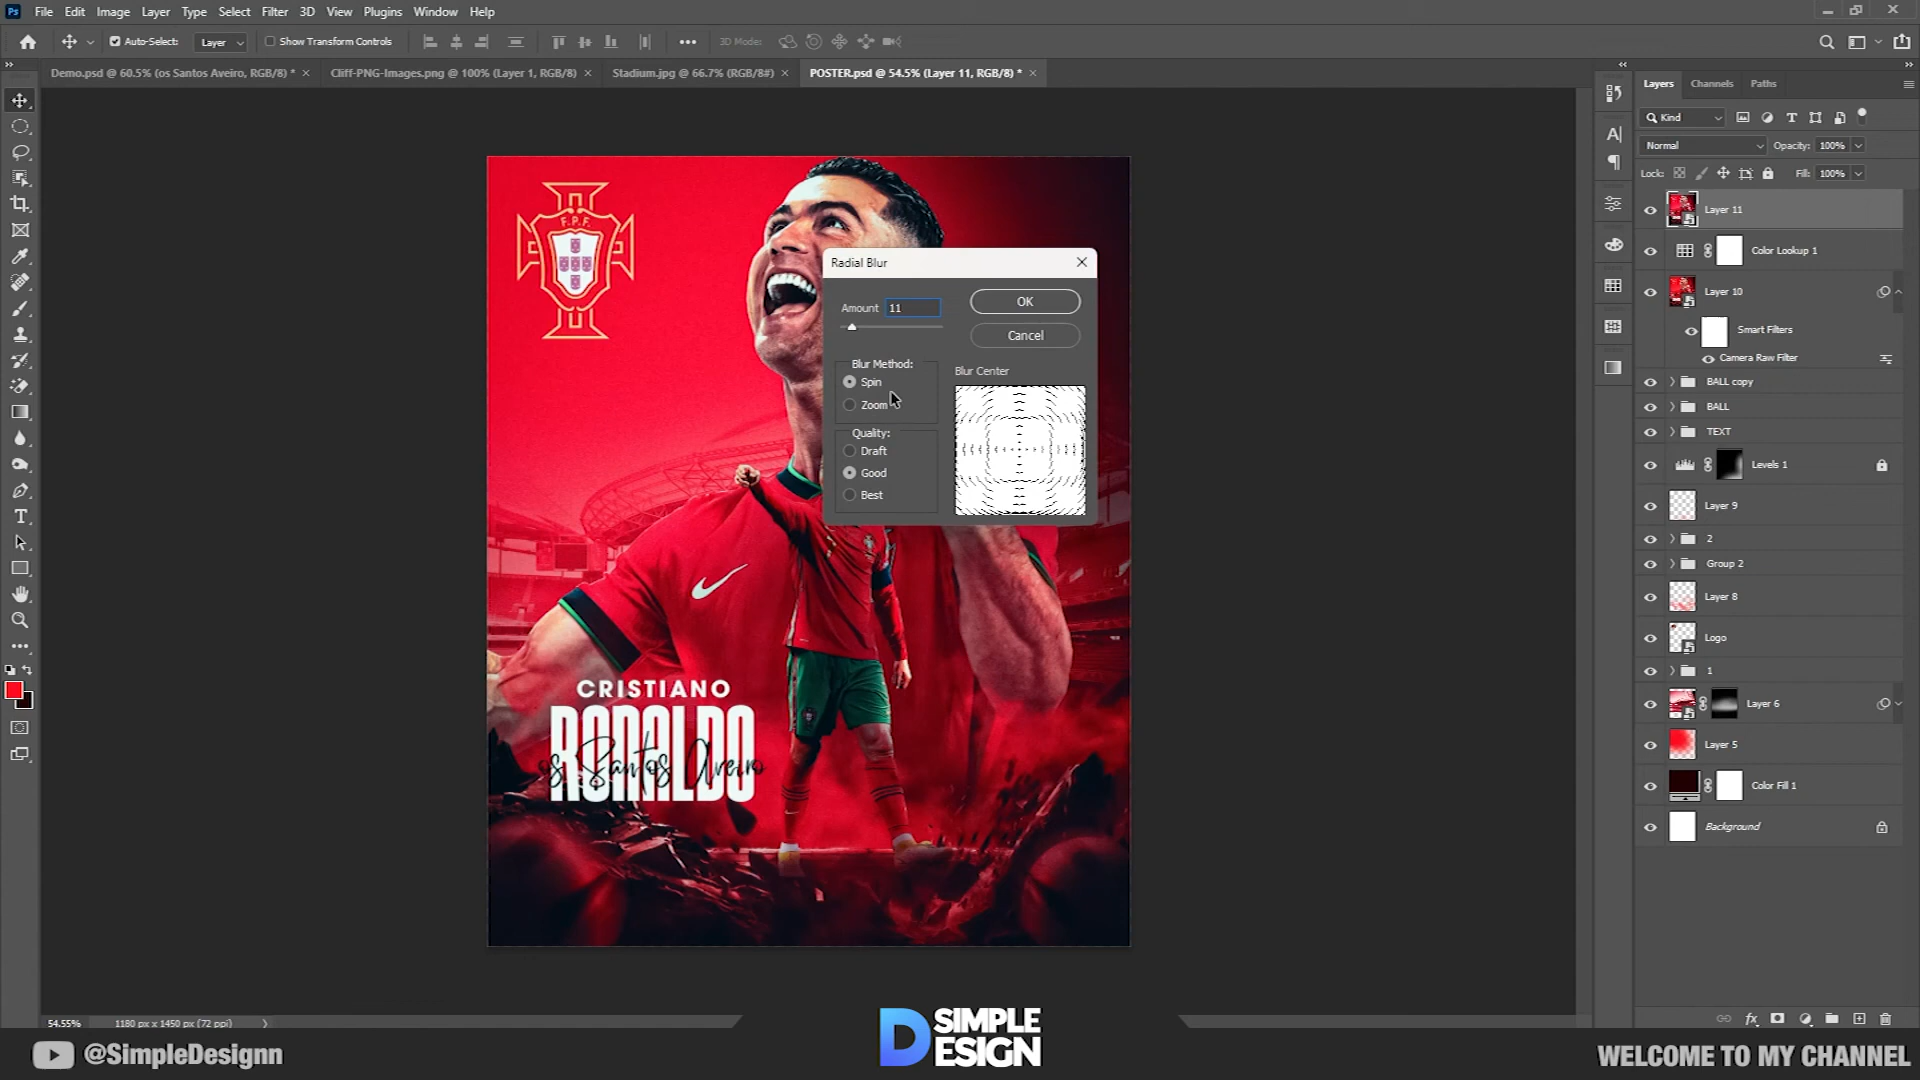 Ps File Edit Image Layer Type Select Filter 3D View Plugins Window Help
Auto-Select: Layer Show Transform Controls 3D Mode:
Demo.psd @ 60.5% (os Santos Aveiro, RGB/8) *
Cliff-PNG-Images.png @ 100% (Layer 1, RGB/8)
Stadium.jpg @ 66.7% (RGB/8#)
POSTER.psd @ 54.5% (Layer 11, RGB/8) *
F.P.F.
CRISTIANO
RONALDO
os Santos Aveiro
Radial Blur
Amount 11
OK
Cancel
Blur Method:
Spin
Zoom
Quality:
Draft
Good
Best
Blur Center
Layers Channels Paths
Kind
Normal Opacity: 100%
Lock: Fill: 100%
Layer 11
Color Lookup 1
Layer 10
Smart Filters
Camera Raw Filter
BALL copy
BALL
TEXT
Levels 1
Layer 9
2
Group 2
Layer 8
Logo
1
Layer 6
Layer 5
Color Fill 1
Background
fx
54.55% 1180 px x 1450 px (72 ppi)
@SimpleDesignn
D SIMPLE
ESIGN
WELCOME TO MY CHANNEL